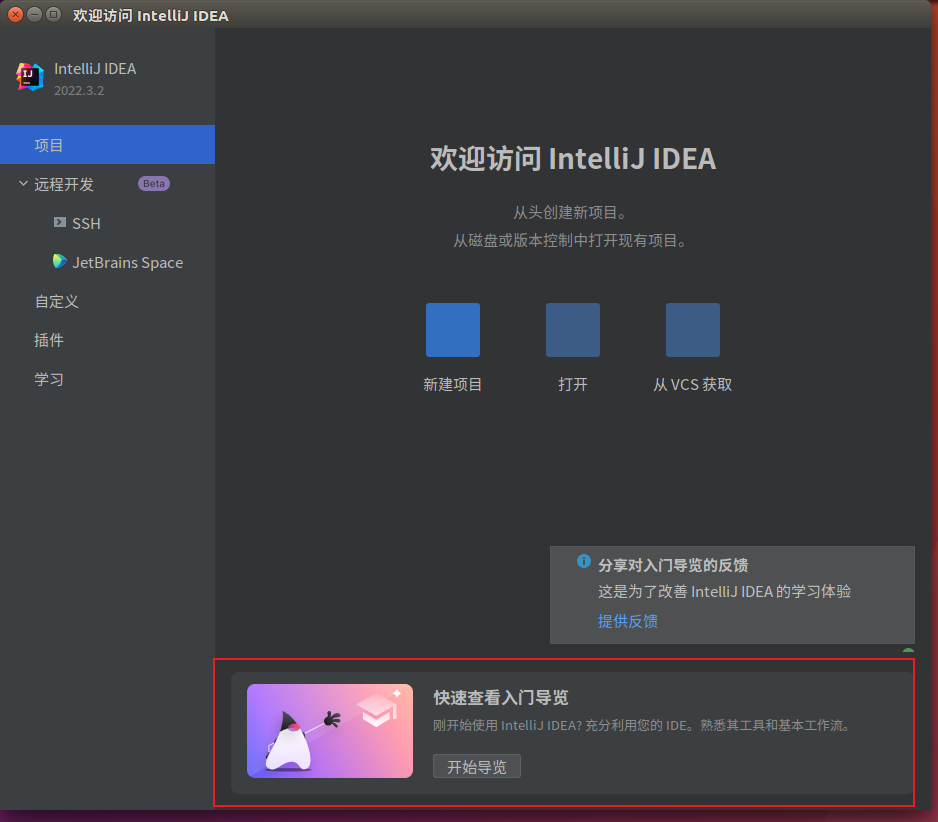 欢迎访问 IntelliJ IDEA
IntelliJ IDEA
2022.3.2
项目
远程开发 Beta
SSH
JetBrains Space
自定义
插件
学习
欢迎访问 IntelliJ IDEA
从头创建新项目。
从磁盘或版本控制中打开现有项目。
新建项目 打开 从 VCS 获取
分享对入门导览的反馈
这是为了改善 IntelliJ IDEA 的学习体验
提供反馈
快速查看入门导览
刚开始使用 IntelliJ IDEA? 充分利用您的 IDE。熟悉其工具和基本工作流。
开始导览